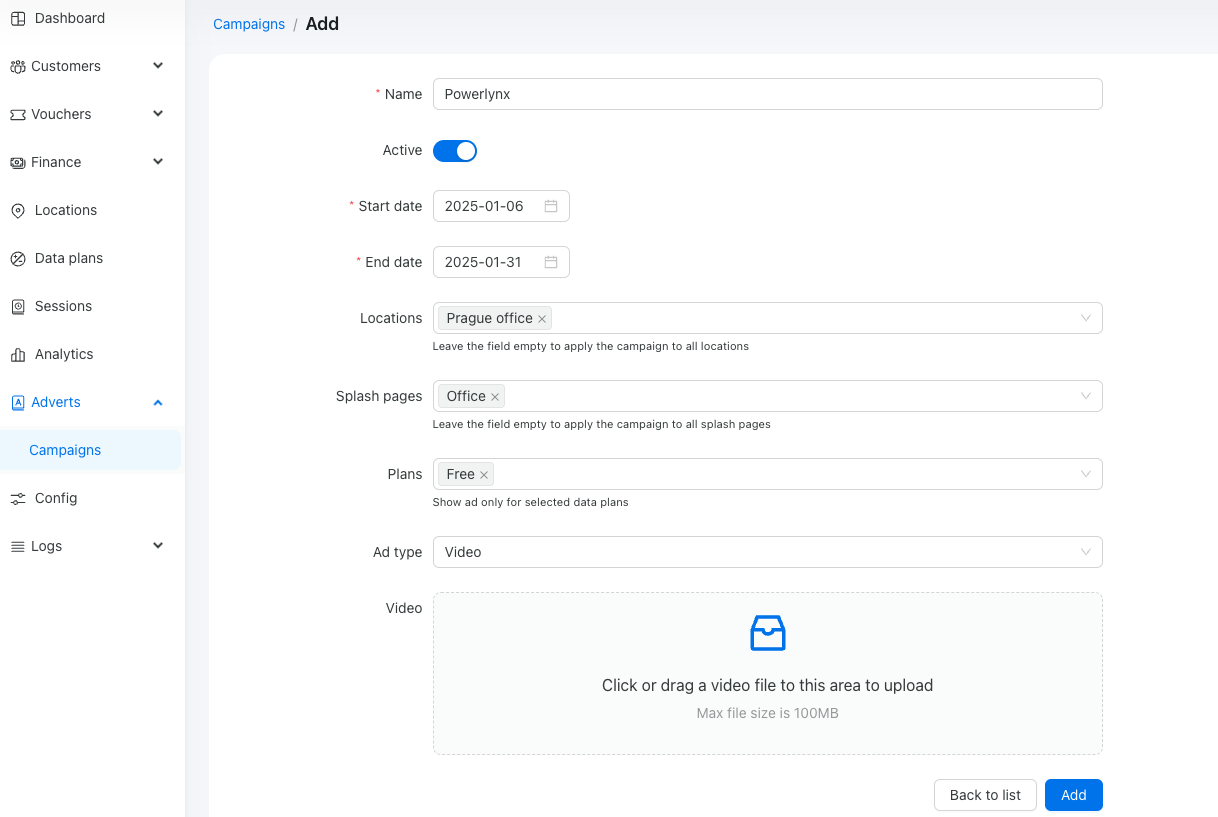 Dashboard
Customers
Vouchers
Finance
Locations
Data plans
Sessions
Analytics
Adverts
Campaigns
Config
Logs
Campaigns / Add
* Name Powerlynx
Active
* Start date 2025-01-06
* End date 2025-01-31
Locations Prague office
Leave the field empty to apply the campaign to all locations
Splash pages Office
Leave the field empty to apply the campaign to all splash pages
Plans Free
Show ad only for selected data plans
Ad type Video
Video
Click or drag a video file to this area to upload
Max file size is 100MB
Back to list Add